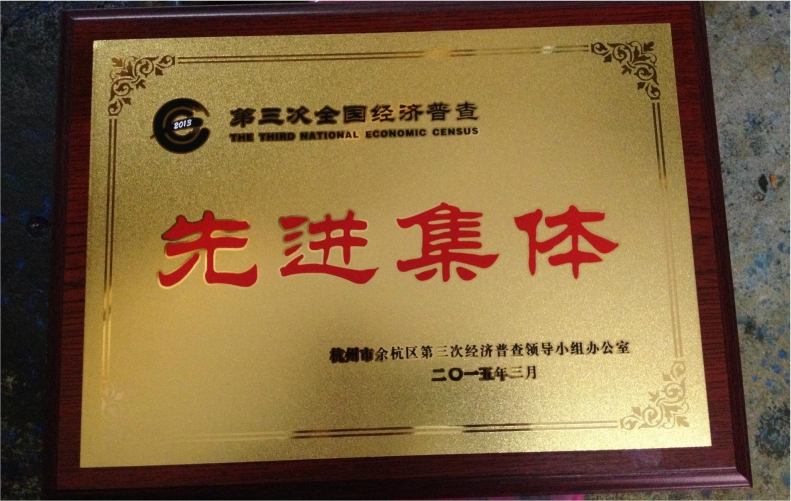 2013
第三次全国经济普查
THE THIRD NATIONAL ECONOMIC CENSUS
先进集体
杭州市余杭区第三次经济普查领导小组办公室
二〇一五年三月